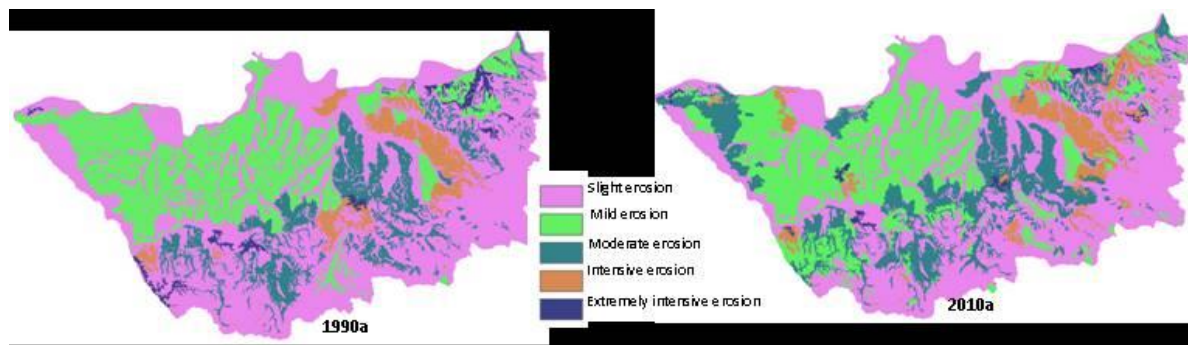 Slight erosion
Mild erosion
Moderate erosion
Intensive erosion
Extremely intensive erosion
1990a
2010a